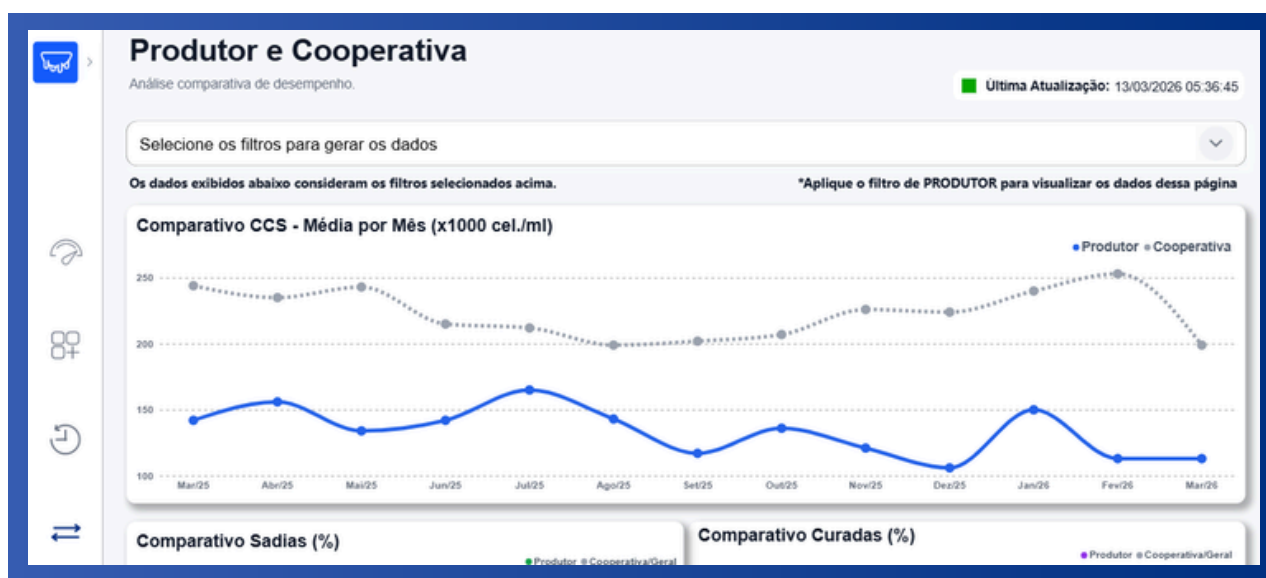 Produtor e Cooperativa
Análise comparativa de desempenho.
Última Atualização: 13/03/2026 05:36:45
Selecione os filtros para gerar os dados
Os dados exibidos abaixo consideram os filtros selecionados acima.
*Aplique o filtro de PRODUTOR para visualizar os dados dessa página
Comparativo CCS - Média por Mês (x1000 cel./ml)
Produtor Cooperativa
250
200
150
100
Mar/25 Abr/25 Mai/25 Jun/25 Jul/25 Ago/25 Set/25 Out/25 Nov/25 Dez/25 Jan/26 Fev/26 Mar/26
Comparativo Sadias (%)
Produtor Cooperativa/Geral
Comparativo Curadas (%)
Produtor Cooperativa/Geral